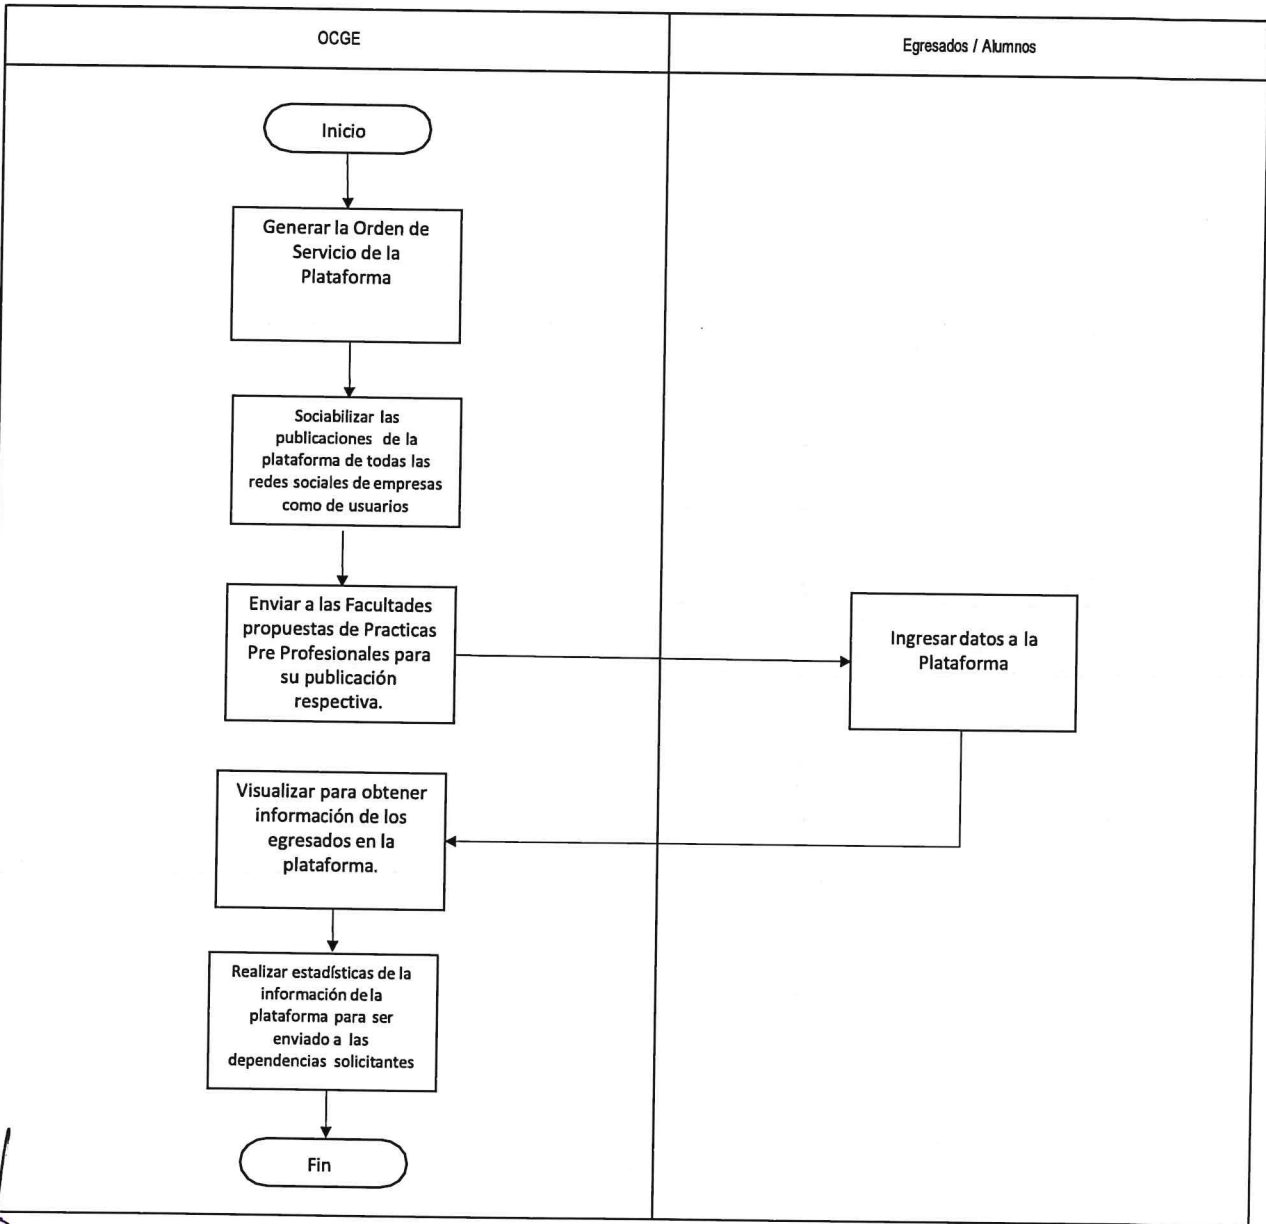 OCGE
Egresados / Alumnos
Inicio
Generar la Orden de
Servicio de la
Plataforma
Sociabilizar las
publicaciones de la
plataforma de todas las
redes sociales de empresas
como de usuarios
Enviar a las Facultades
propuestas de Practicas
Pre Profesionales para
su publicación
respectiva.
Ingresar datos a la
Plataforma
Visualizar para obtener
información de los
egresados en la
plataforma.
Realizar estadísticas de la
información de la
plataforma para ser
enviado a las
dependencias solicitantes
Fin